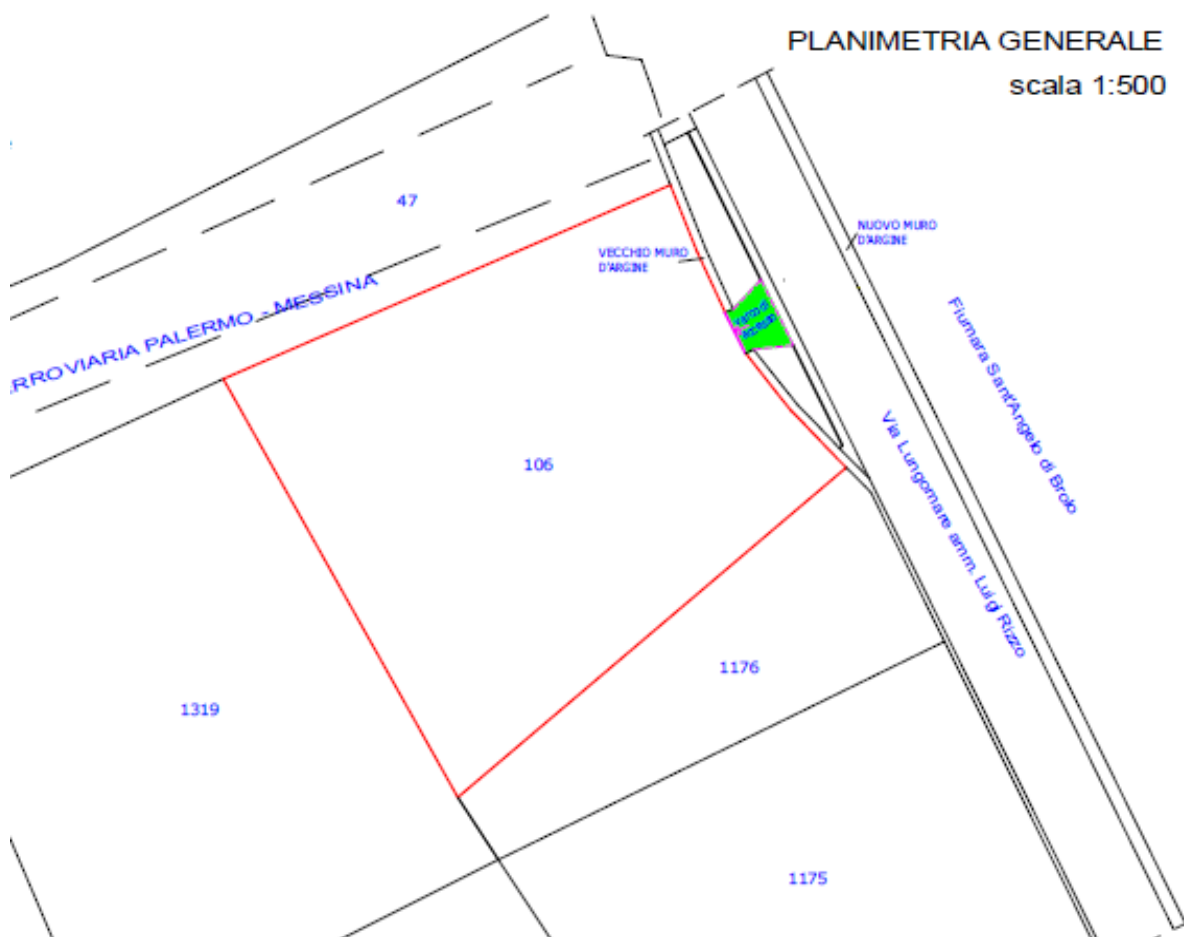 PLANIMETRIA GENERALE
scala 1:500
47
NUOVO MURO
D'ARGINE
VECCHIO MURO
D'ARGINE
ERROVIARIA PALERMO - MESSINA
Fiumara Sant'Angelo di Brolo
Via Lungomare amm. Luigi Rizzo
106
1176
1319
1175